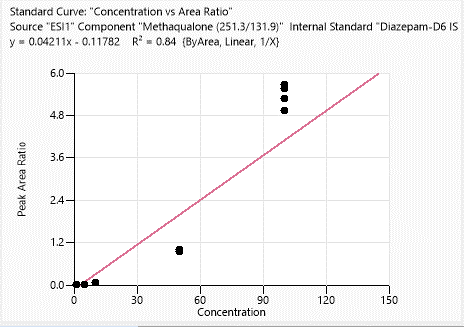 Standard Curve: "Concentration vs Area Ratio"
Source "ESI1" Component "Methaqualone (251.3/131.9)" Internal Standard "Diazepam-D6 IS
y = 0.04211x - 0.11782 R² = 0.84 {ByArea, Linear, 1/X}
6.0
4.8
3.6
2.4
1.2
0.0
Peak Area Ratio
0 30 60 90 120 150
Concentration